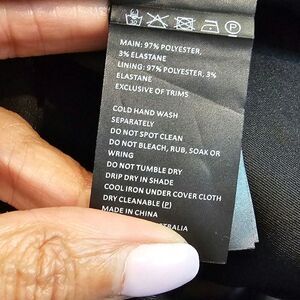 MAIN: 97% POLYESTER,
3% ELASTANE
LINING: 97% POLYESTER, 3%
ELASTANE
EXCLUSIVE OF TRIMS
COLD HAND WASH
SEPARATELY
DO NOT SPOT CLEAN
DO NOT BLEACH, RUB, SOAK OR
WRING
DO NOT TUMBLE DRY
DRIP DRY IN SHADE
COOL IRON UNDER COVER CLOTH
DRY CLEANABLE (P)
MADE IN CHINA